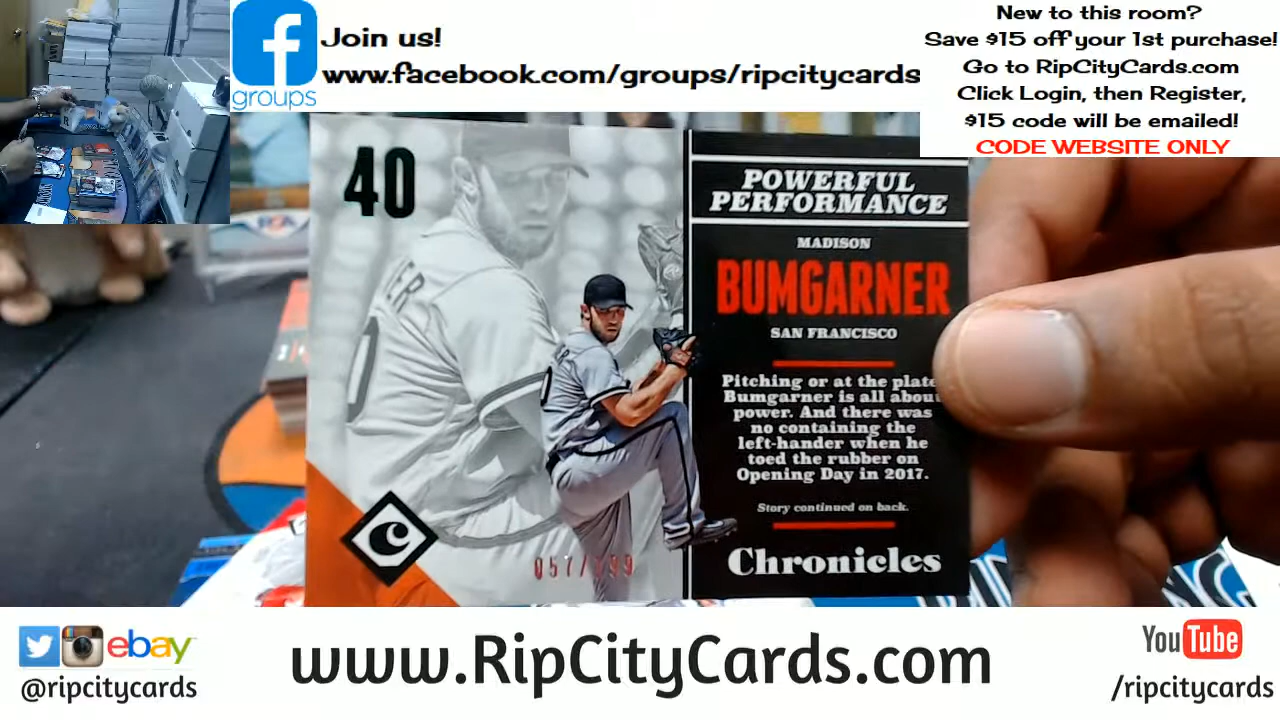 Join us!
www.facebook.com/groups/ripcitycards
groups
New to this room?
Save $15 off your 1st purchase!
Go to RipCityCards.com
Click Login, then Register,
$15 code will be emailed!
CODE WEBSITE ONLY
40
POWERFUL
PERFORMANCE
MADISON
BUMGARNER
SAN FRANCISCO
Pitching or at the plate
Bumgarner is all about
power. And there was
no containing the
left-hander when he
toed the rubber on
Opening Day in 2017.
Story continued on back.
Chronicles
C
ER
ebay
@ripcitycards
www.RipCityCards.com
YouTube
/ripcitycards